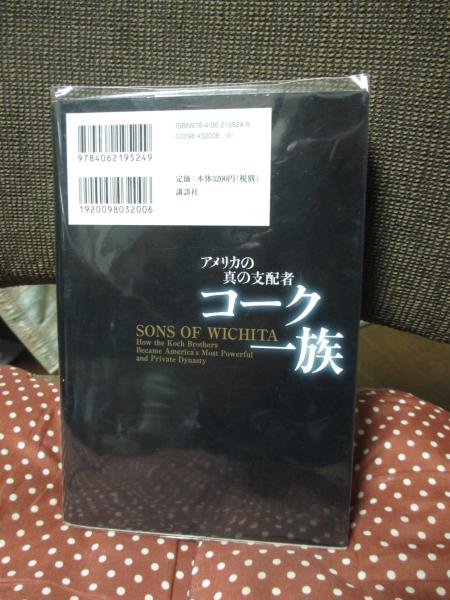 ISBN978-4-06-219524-9
C0098 ¥3200E (0)
9784062195249
定価:本体3200円(税別)
講談社
1920098032006
アメリカの
真の支配者
コーク
一族
SONS OF WICHITA
How the Koch Brothers
Became America's Most Powerful
and Private Dynasty